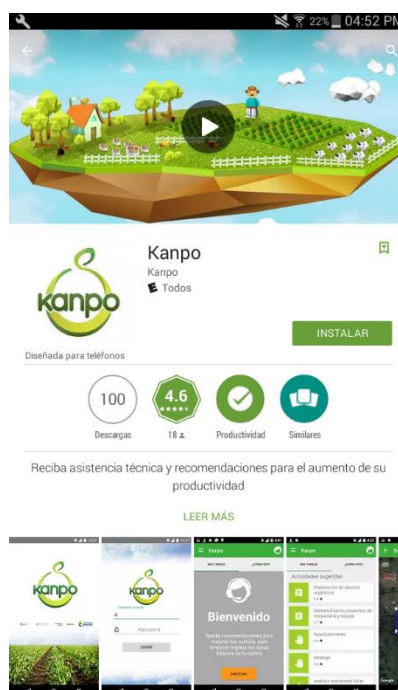 22% 04:52 PM
Kanpo
Kanpo
Todos
kanpo
INSTALAR
Diseñada para teléfonos
100
4.6
Descargas
18
Productividad
Similares
Reciba asistencia técnica y recomendaciones para el aumento de su
productividad
LEER MÁS
kanpo
kanpo
Kanpo
Bienvenido
Kanpo
Actividades sugeridas